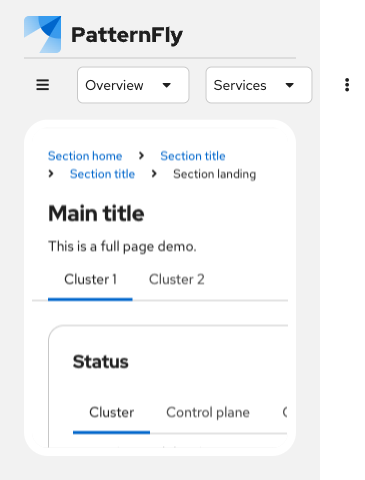 PatternFly
Overview Services
Section home Section title
Section title Section landing
Main title
This is a full page demo.
Cluster 1 Cluster 2
Status
Cluster Control plane